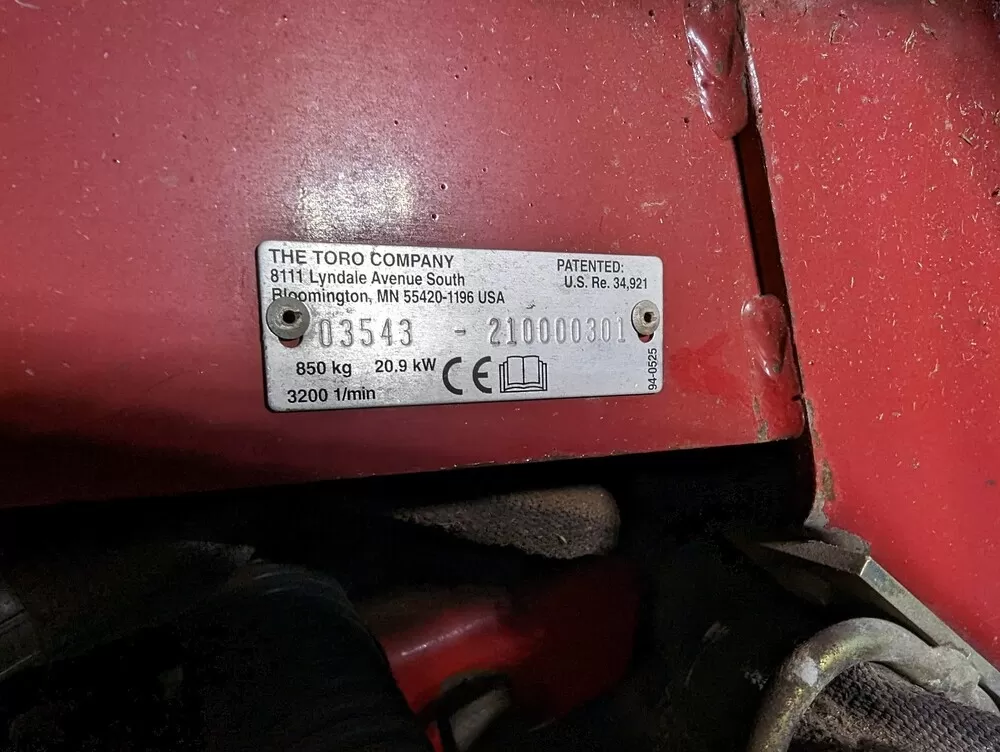 THE TORO COMPANY
8111 Lyndale Avenue South
Bloomington, MN 55420-1196 USA
PATENTED:
U.S. Re. 34,921
03543 - 210000301
850 kg 20.9 kW CE
3200 1/min
94-0525